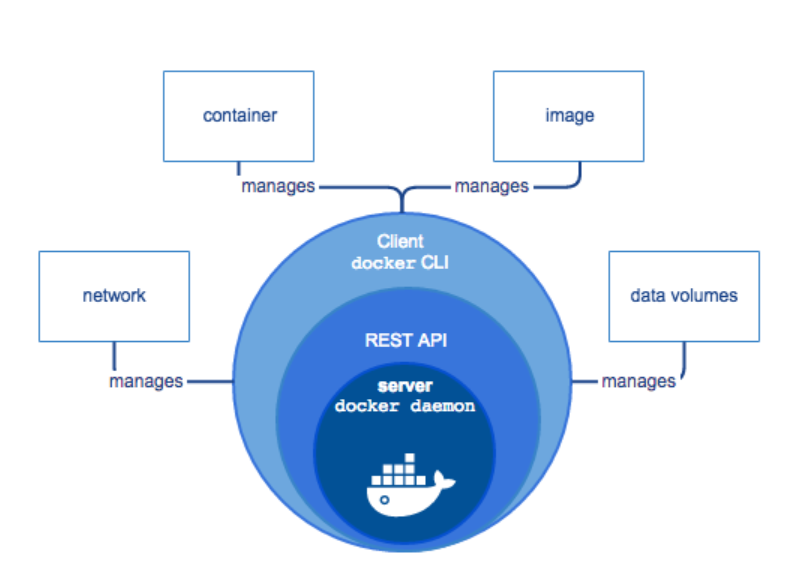 container
image
manages
manages
Client
docker CLI
network
data volumes
REST API
manages
server
manages
docker daemon